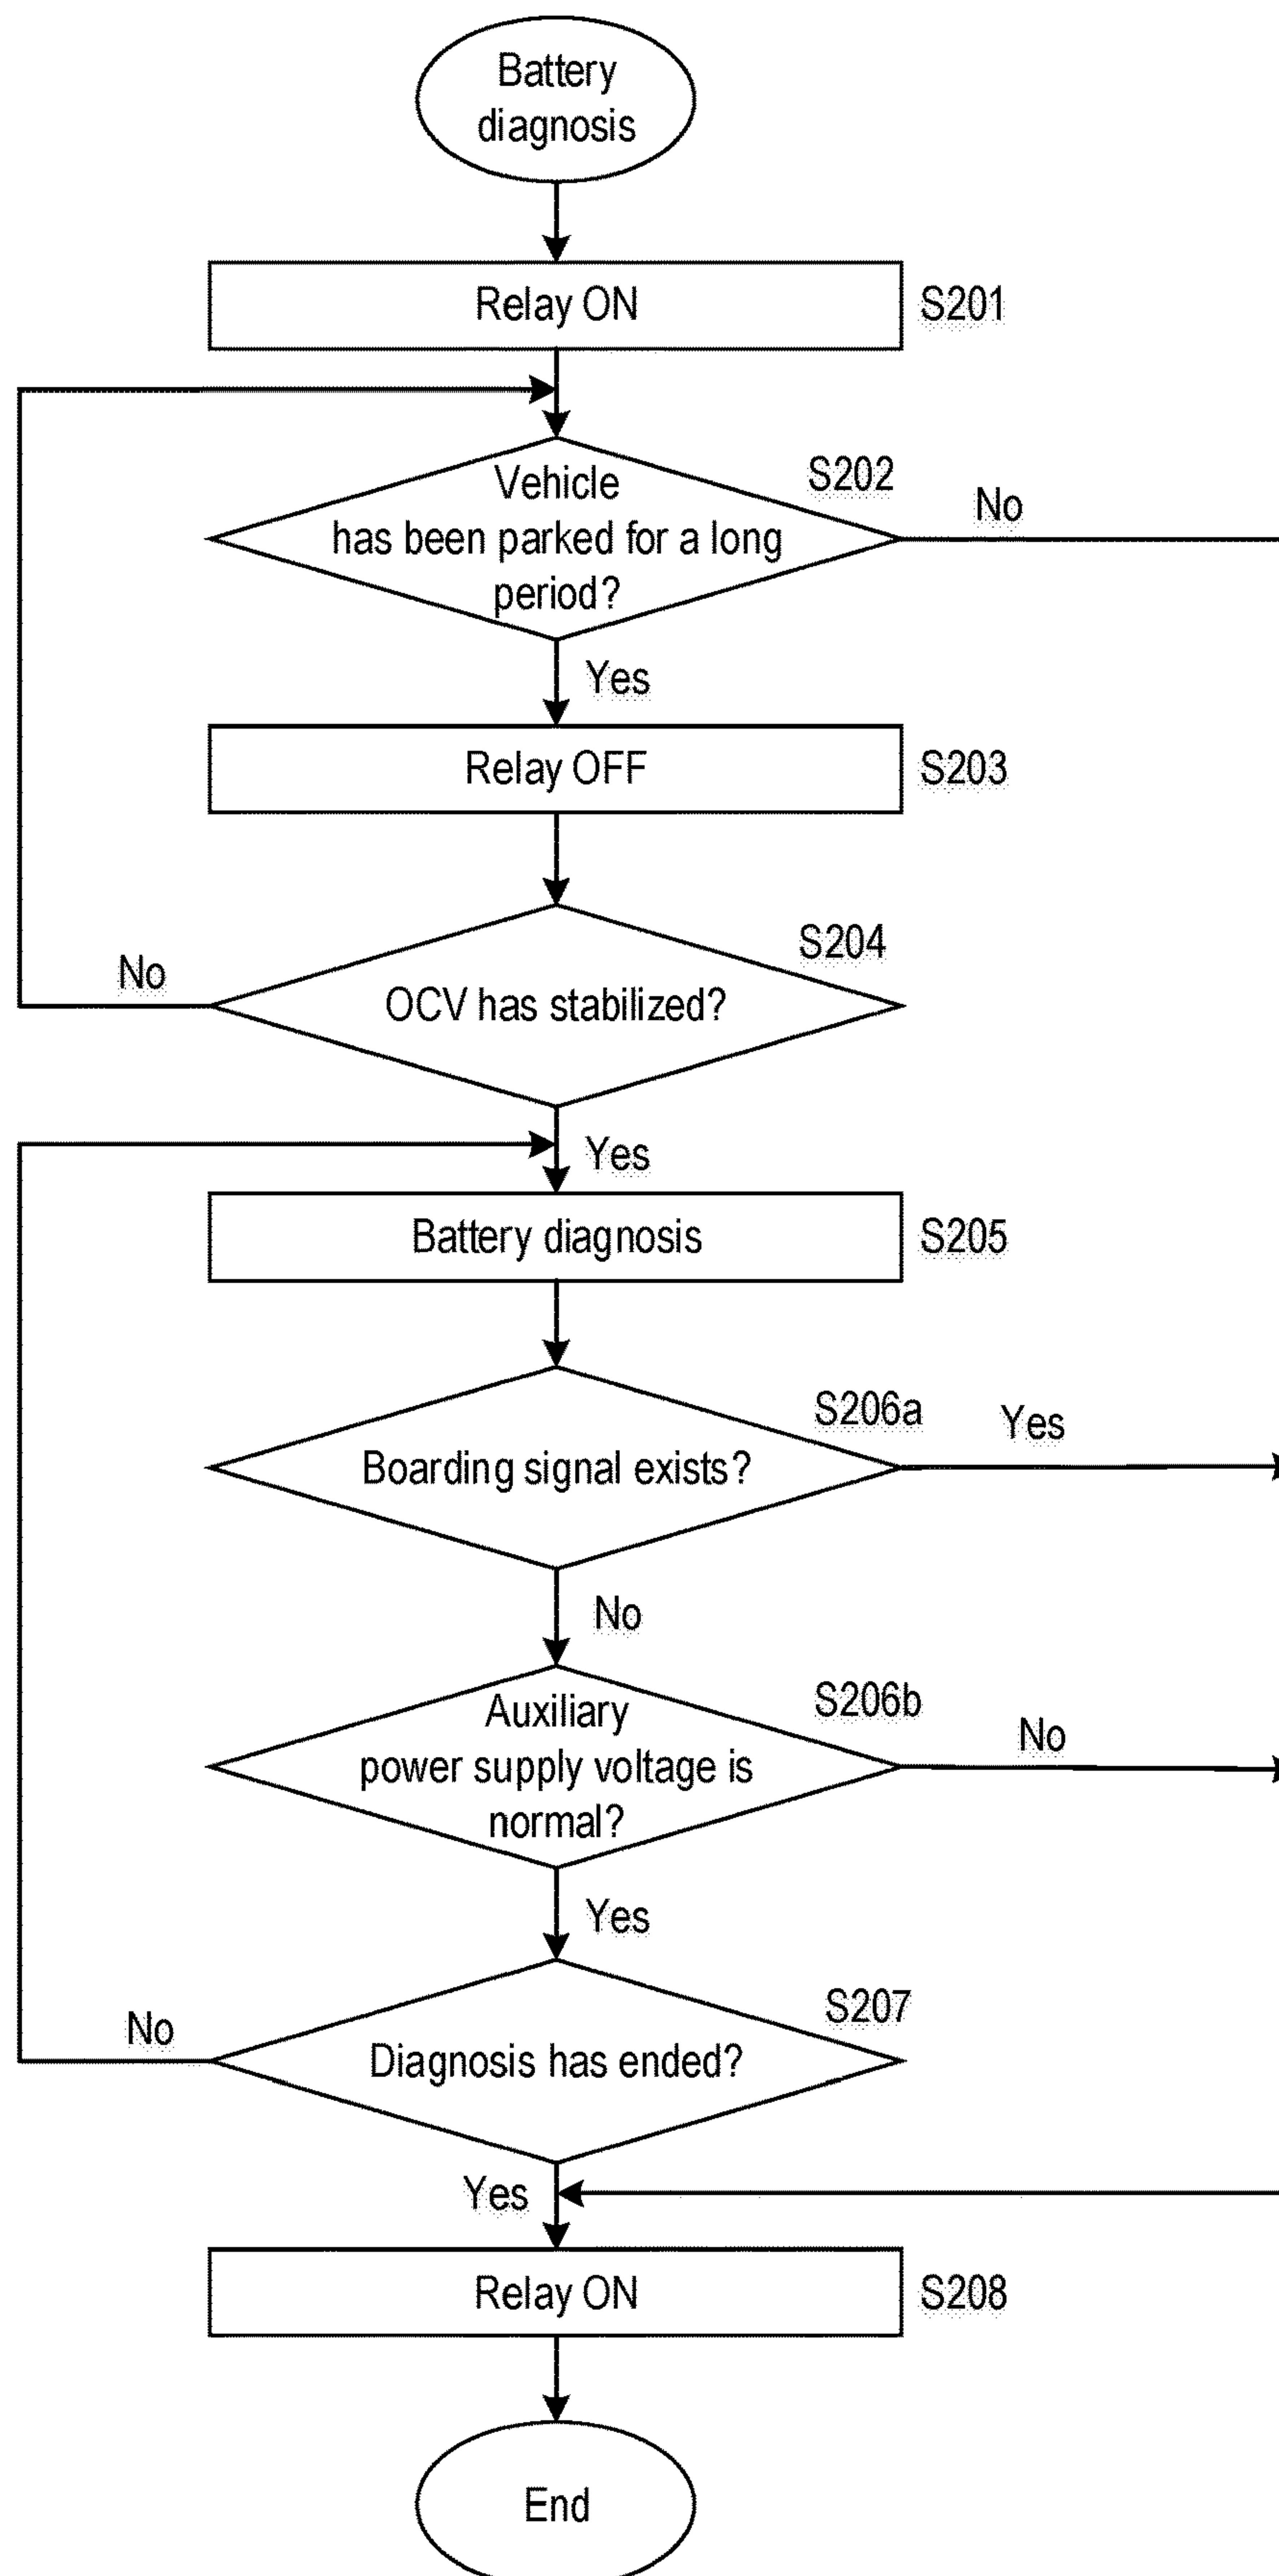 Battery
diagnosis
Relay ON
S201
Vehicle
has been parked for a long
period?
S202
No
Yes
Relay OFF
S203
OCV has stabilized?
S204
No
Yes
Battery diagnosis
S205
Boarding signal exists?
S206a
Yes
No
Auxiliary
power supply voltage is
normal?
S206b
No
Yes
Diagnosis has ended?
S207
No
Yes
Relay ON
S208
End